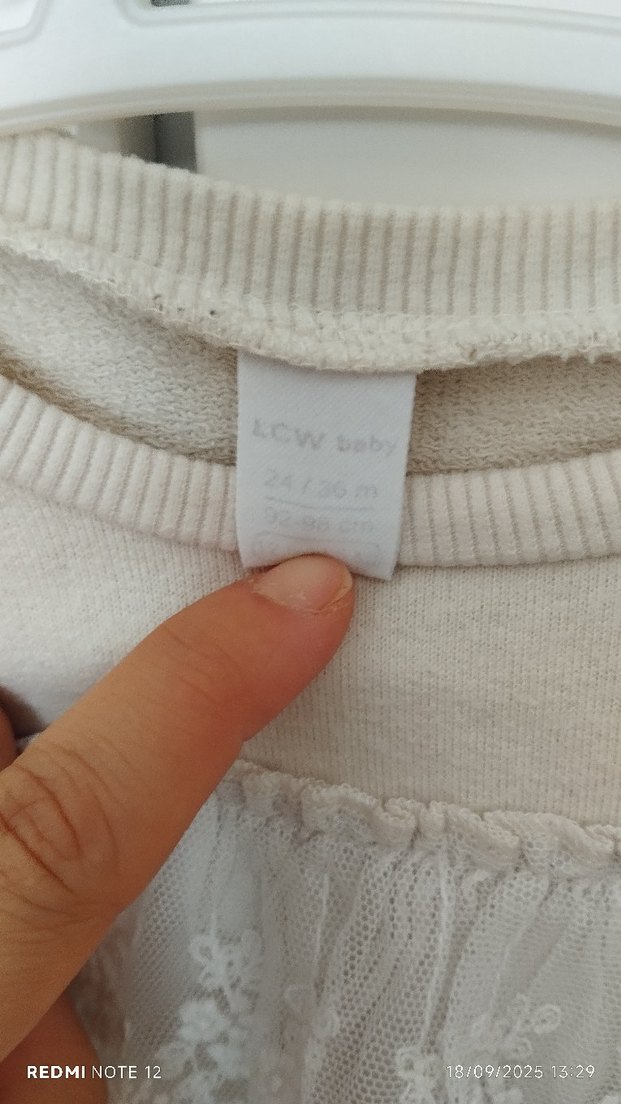 LCW baby
24 / 36 m
92-98 cm
REDMI NOTE 12
18/09/2025 13:29